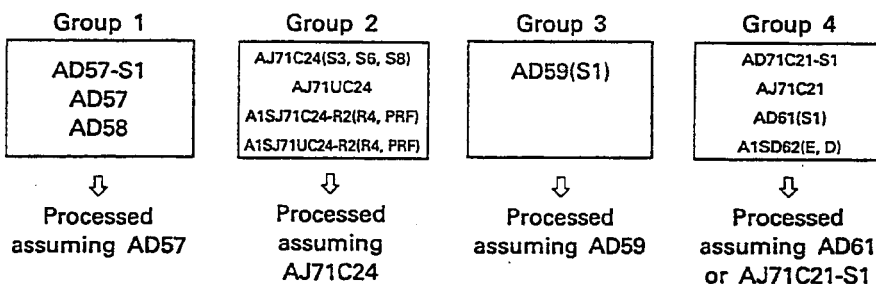 Group 1
AD57-S1
AD57
AD58
Processed
assuming AD57
Group 2
AJ71C24(S3, S6, S8)
AJ71UC24
A1SJ71C24-R2(R4, PRF)
A1SJ71UC24-R2(R4, PRF)
Processed
assuming
AJ71C24
Group 3
AD59(S1)
Processed
assuming AD59
Group 4
AD71C21-S1
AJ71C21
AD61(S1)
A1SD62(E, D)
Processed
assuming AD61
or AJ71C21-S1